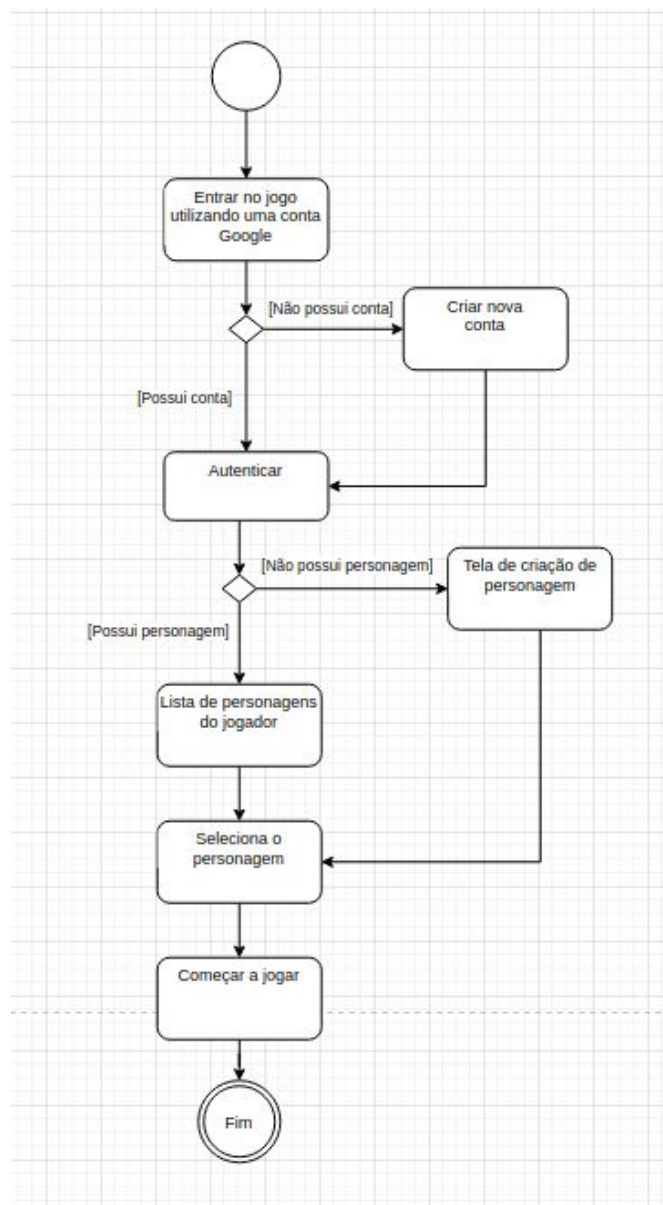 Entrar no jogo
utilizando uma conta
Google
[Não possui conta]
Criar nova
conta
[Possui conta]
Autenticar
[Não possui personagem]
Tela de criação de
personagem
[Possui personagem]
Lista de personagens
do jogador
Seleciona o
personagem
Começar a jogar
Fim